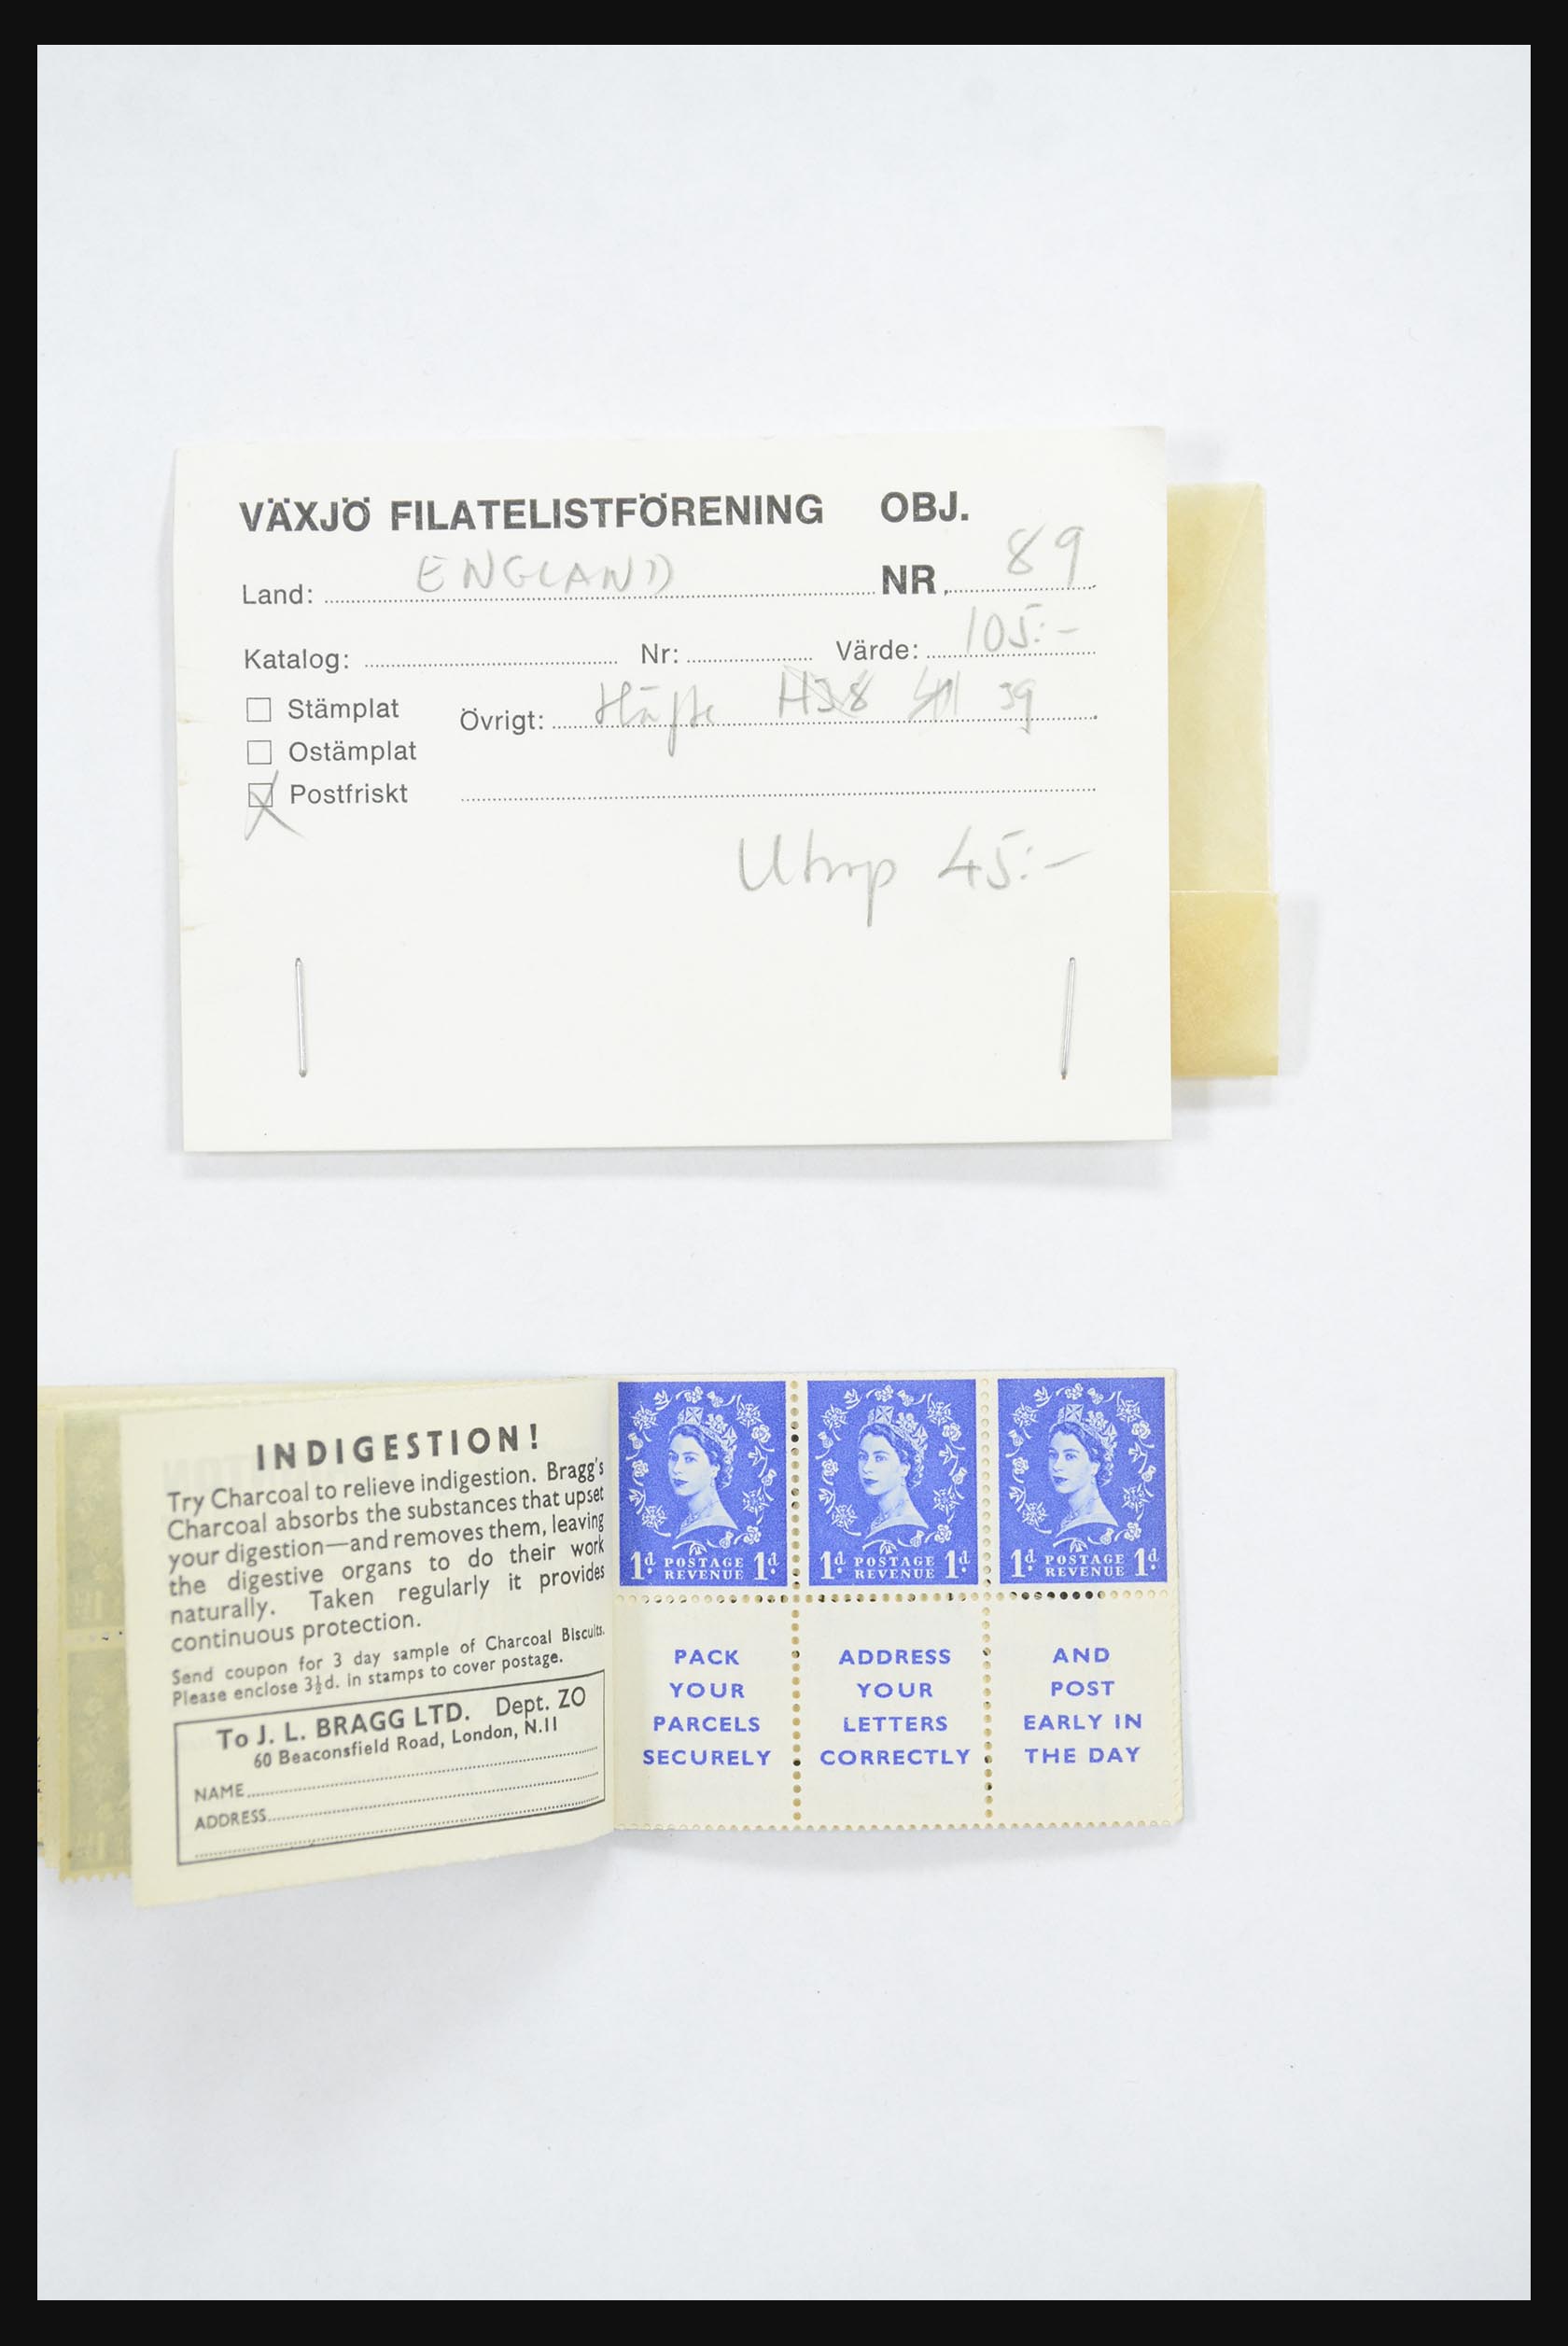 VÄXJÖ FILATELISTFÖRENING OBJ.
Land: ENGLAND NR 89
Katalog: Nr: Värde: 105:-
Stämplat
Övrigt: Häfte H38 41 39
Ostämplat
Postfriskt
Utrop 45:-
INDIGESTION!
Try Charcoal to relieve indigestion. Bragg's
Charcoal absorbs the substances that upset
your digestion—and removes them, leaving
the digestive organs to do their work
naturally. Taken regularly it provides
continuous protection.
Send coupon for 3 day sample of Charcoal Biscuits.
Please enclose 3½d. in stamps to cover postage.
To J. L. BRAGG LTD. Dept. ZO
60 Beaconsfield Road, London, N.11
NAME
ADDRESS
1d POSTAGE REVENUE 1d
1d POSTAGE REVENUE 1d
1d POSTAGE REVENUE 1d
PACK
YOUR
PARCELS
SECURELY
ADDRESS
YOUR
LETTERS
CORRECTLY
AND
POST
EARLY IN
THE DAY